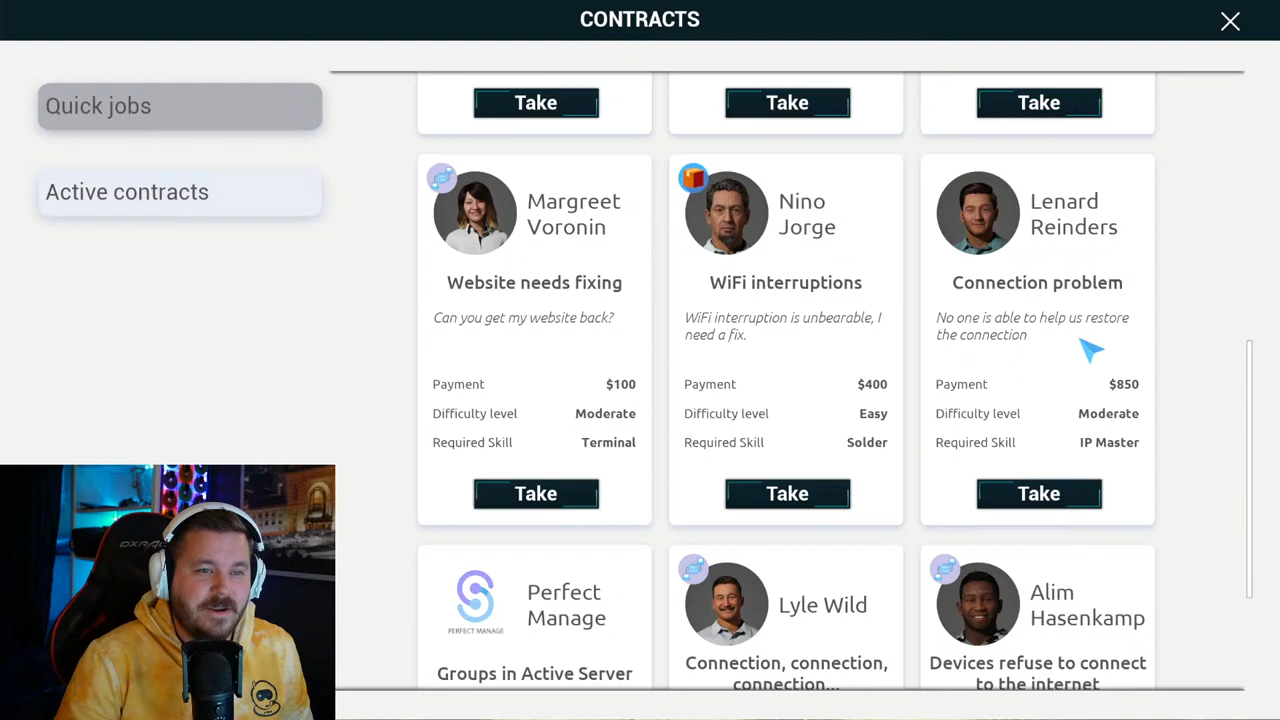 CONTRACTS
Quick jobs
Active contracts
Take
Take
Take
Margreet
Voronin
Website needs fixing
Can you get my website back?
Payment $100
Difficulty level Moderate
Required Skill Terminal
Take
Nino
Jorge
WiFi interruptions
WiFi interruption is unbearable, I
need a fix.
Payment $400
Difficulty level Easy
Required Skill Solder
Take
Lenard
Reinders
Connection problem
No one is able to help us restore
the connection
Payment $850
Difficulty level Moderate
Required Skill IP Master
Take
PERFECT MANAGE
Perfect
Manage
Groups in Active Server
Lyle Wild
Connection, connection,
connection...
Alim
Hasenkamp
Devices refuse to connect
to the internet